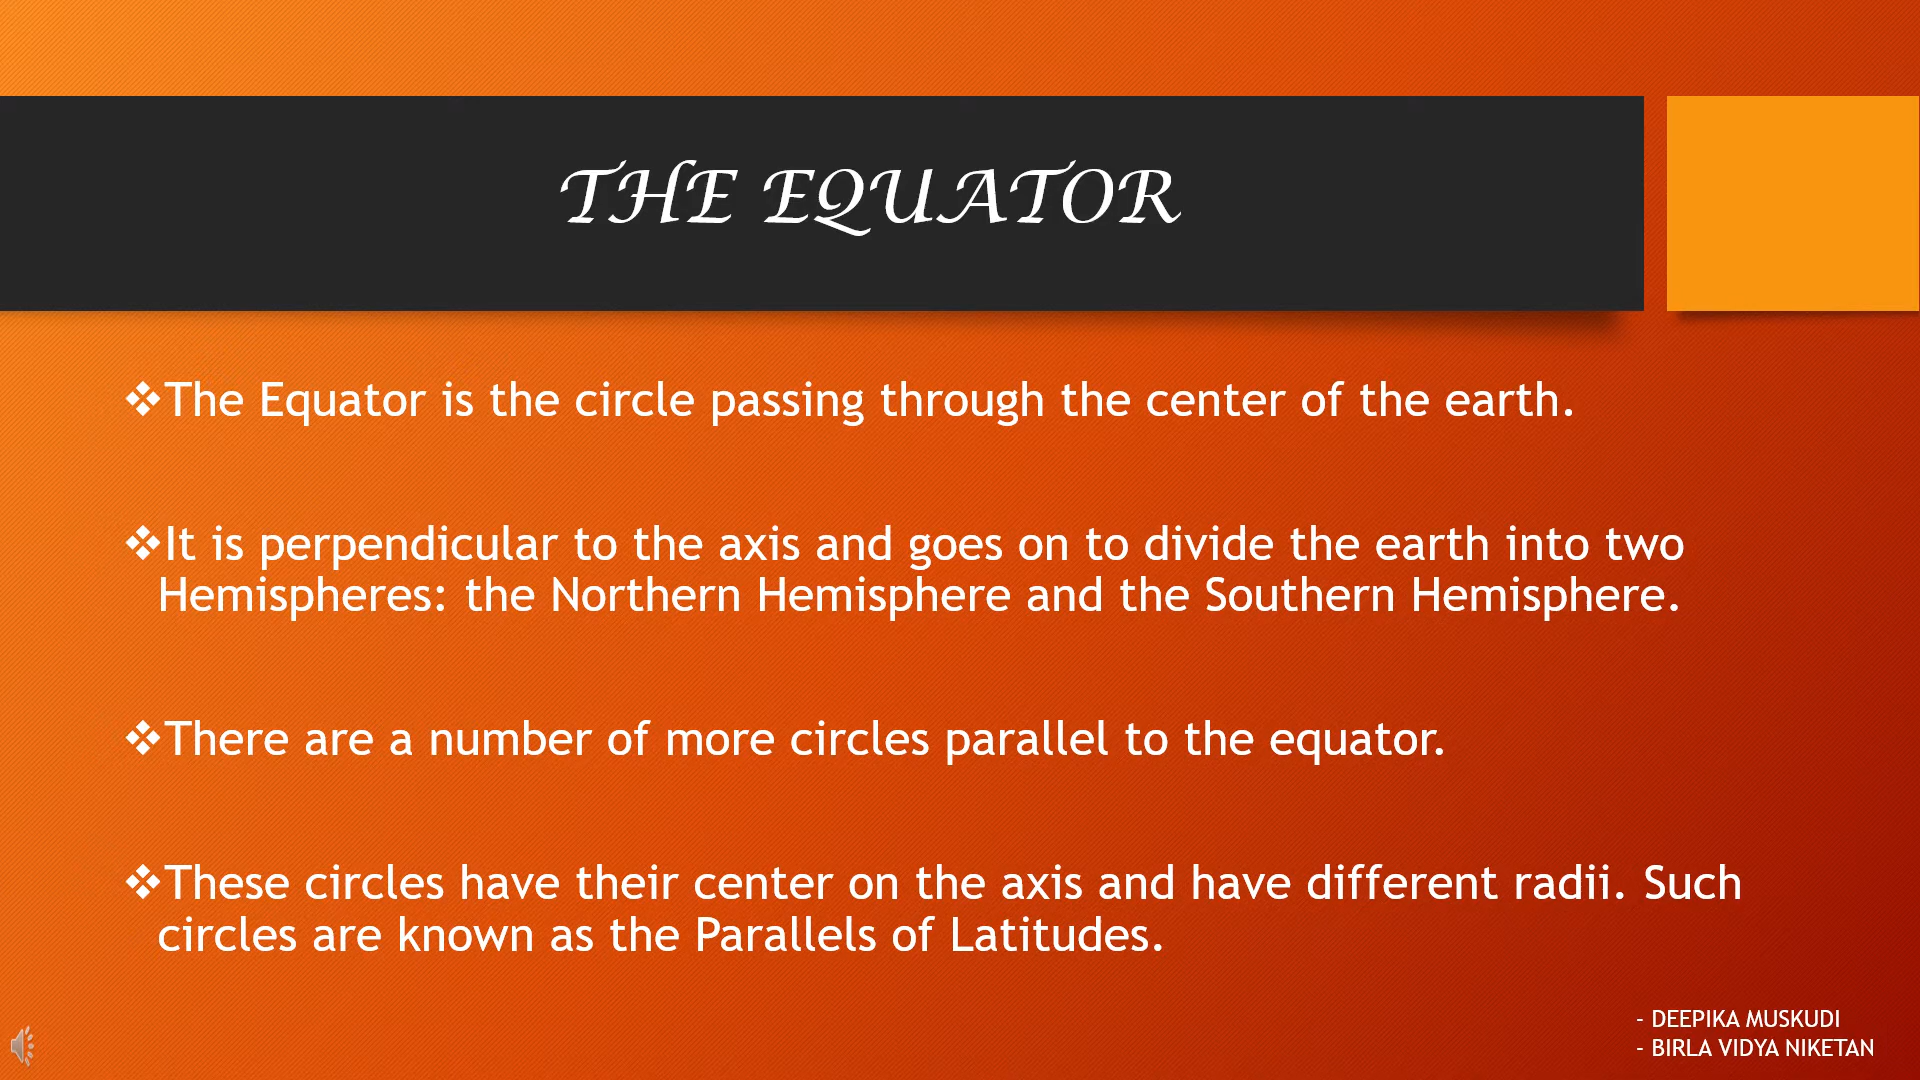 THE EQUATOR
❖The Equator is the circle passing through the center of the earth.
❖It is perpendicular to the axis and goes on to divide the earth into two
Hemispheres: the Northern Hemisphere and the Southern Hemisphere.
❖There are a number of more circles parallel to the equator.
❖These circles have their center on the axis and have different radii. Such
circles are known as the Parallels of Latitudes.
- DEEPIKA MUSKUDI
- BIRLA VIDYA NIKETAN